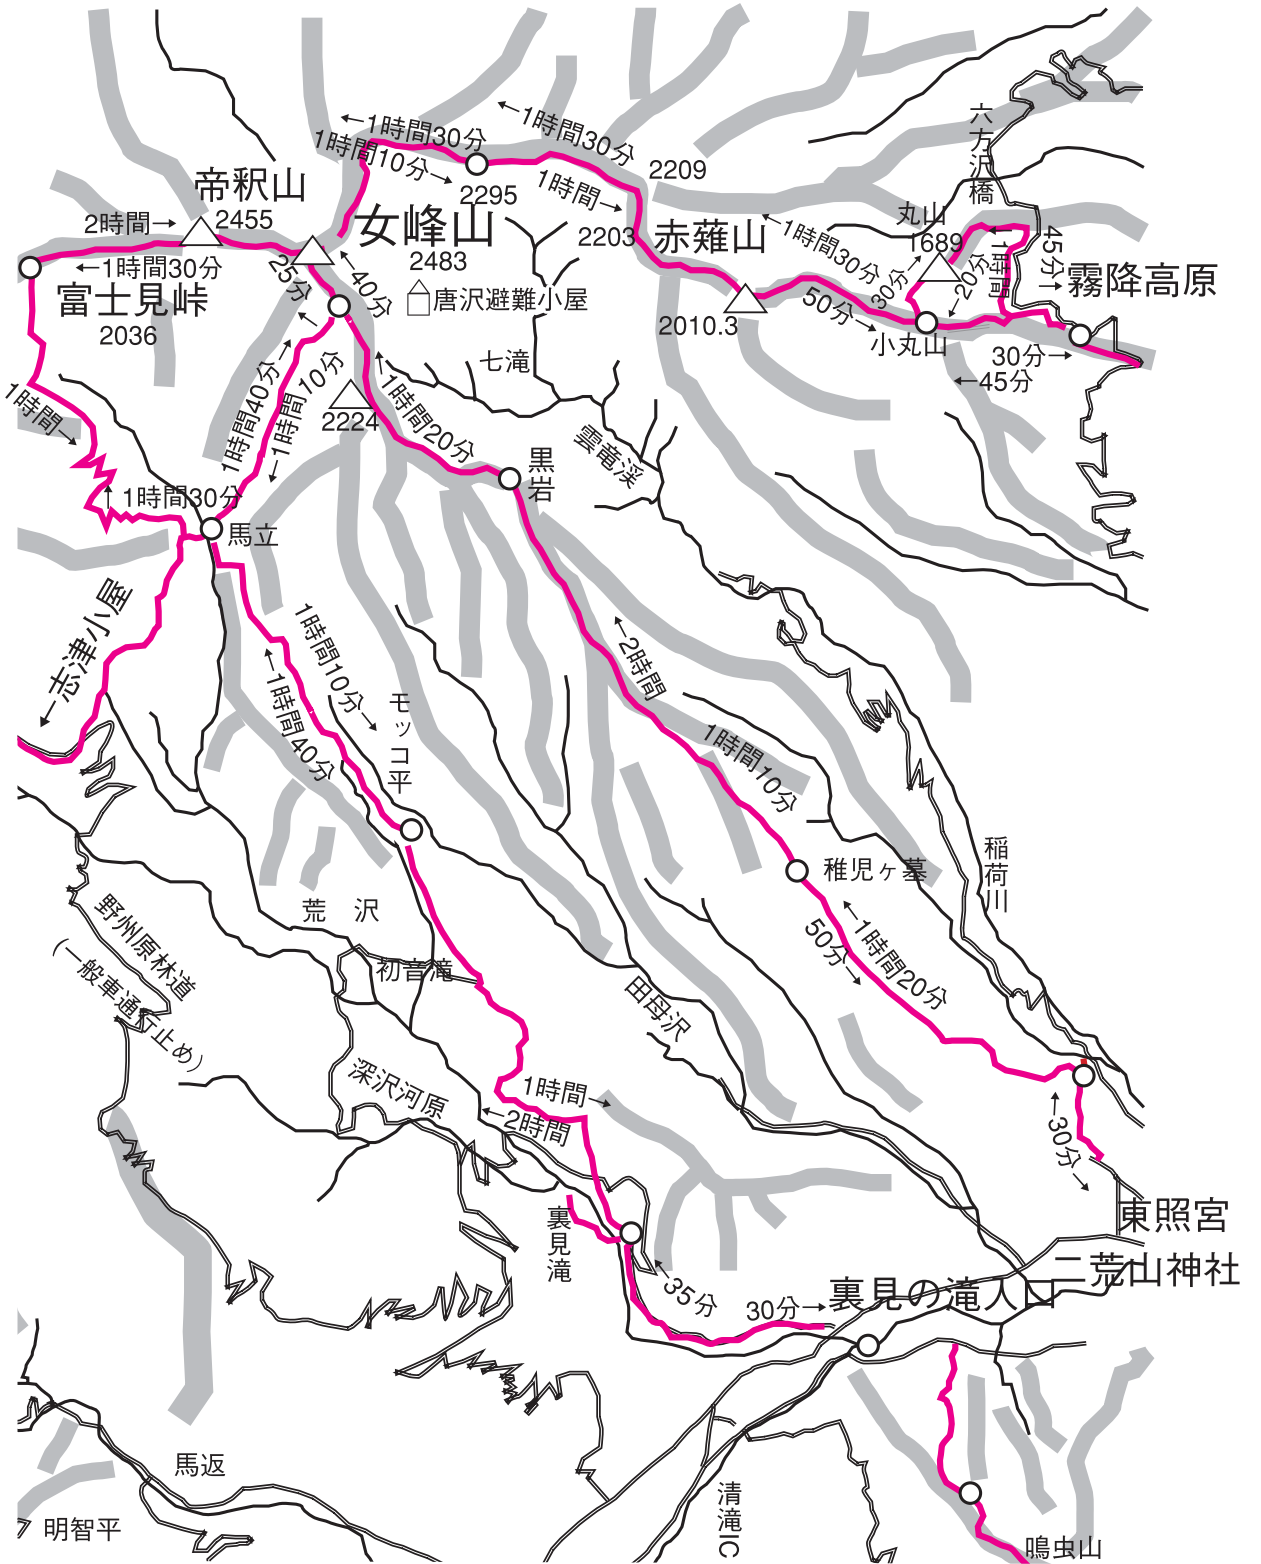 ←1時間30分
1時間10分→
←1時間30分
1時間→
2295
2209
2203
六方沢橋
帝釈山
2455
2時間→
←1時間30分
富士見峠
2036
女峰山
2483
唐沢避難小屋
25分→
←40分
赤薙山
2010.3
←1時間30分
50分→
丸山
1689
30分→
←20分
←1時間
45分→
霧降高原
小丸山
30分→
←45分
七滝
雲竜渓
2224
←1時間20分
黒岩
1時間40分→
←1時間10分
1時間→
←1時間30分
馬立
←志津小屋
1時間10分→
←1時間40分
モッコ平
←2時間
1時間10分
稚児ヶ墓
50分→
←1時間20分
稲荷川
荒 沢
初音滝
野州原林道
(一般車通行止め)
田母沢
深沢河原
1時間→
←2時間
←30分→
東照宮
二荒山神社
裏見滝
←35分
30分→
裏見の滝入口
馬返
明智平
清滝IC
鳴虫山